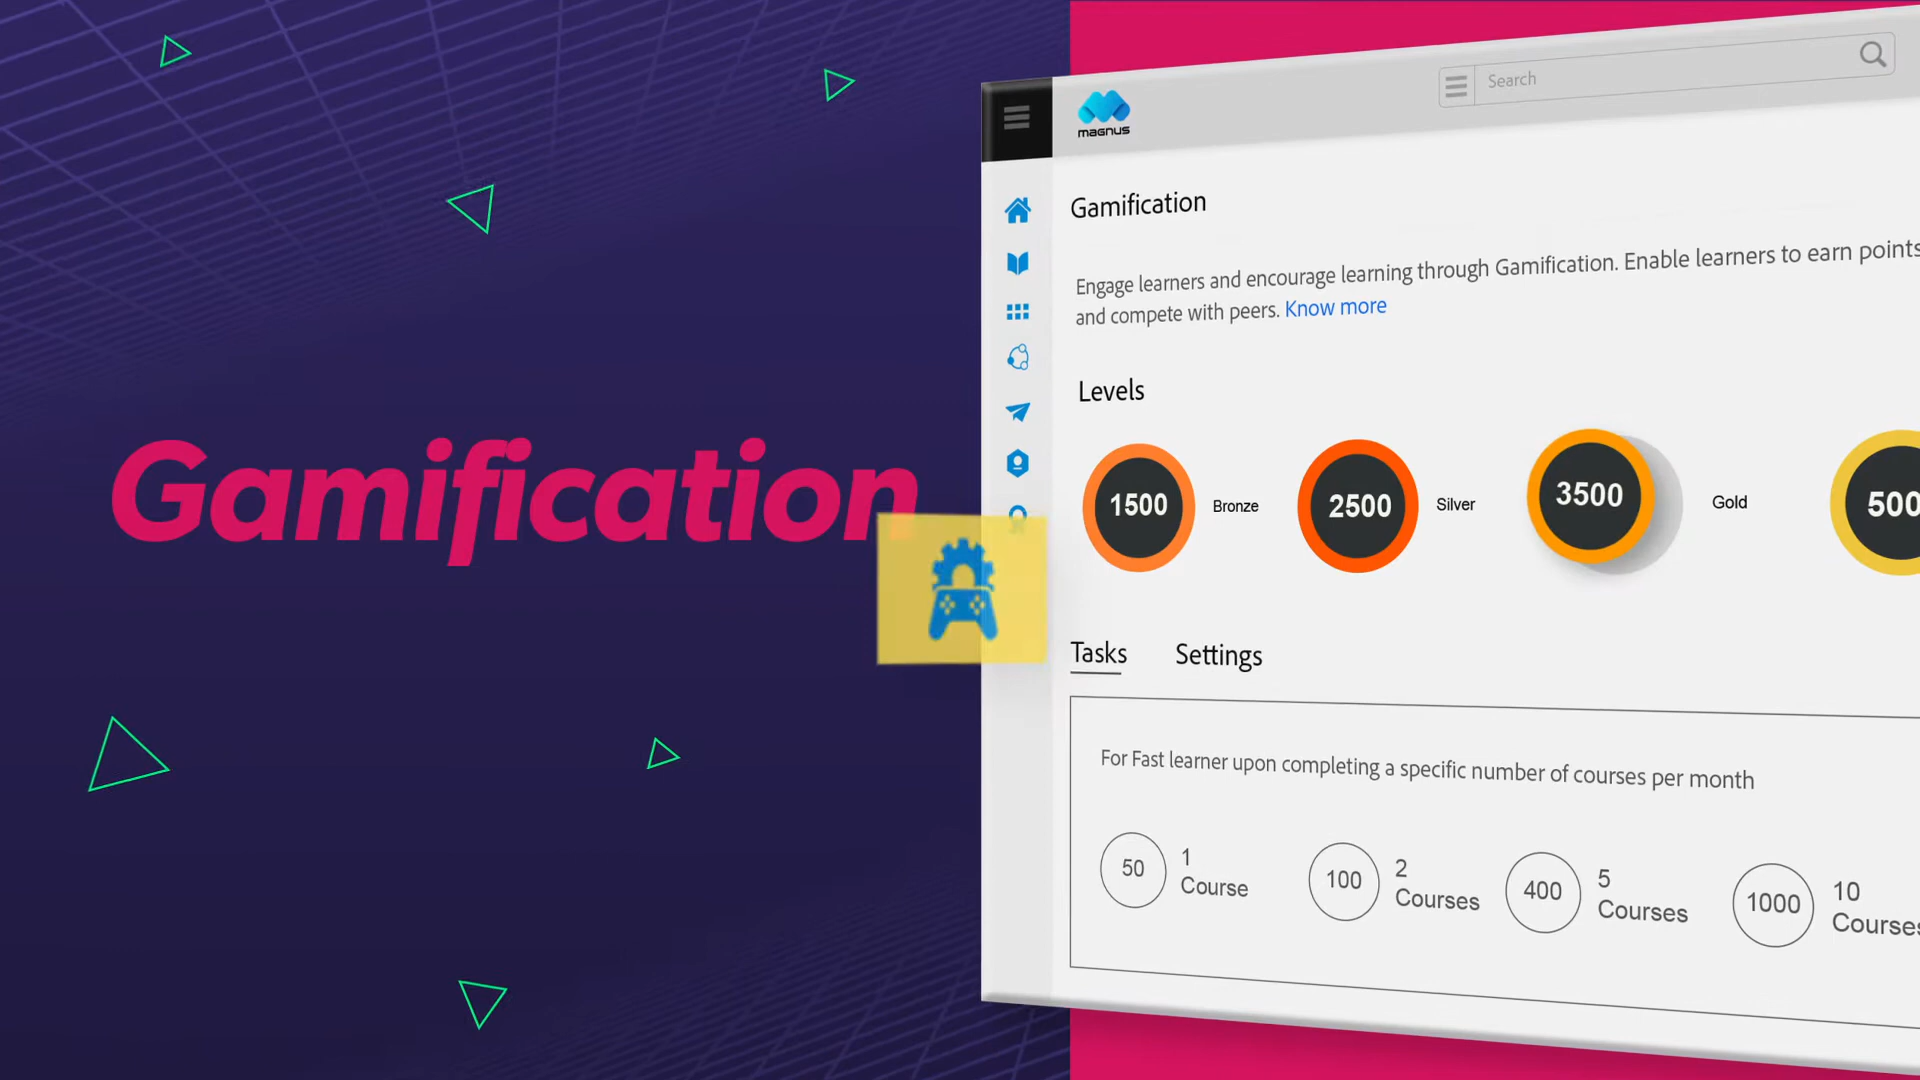 Gamification
MAGNUS
Search
Gamification
Engage learners and encourage learning through Gamification. Enable learners to earn points
and compete with peers. Know more
Levels
1500 Bronze 2500 Silver 3500 Gold
Tasks Settings
For Fast learner upon completing a specific number of courses per month
50 1 Course 100 2 Courses 400 5 Courses 1000 10 Courses